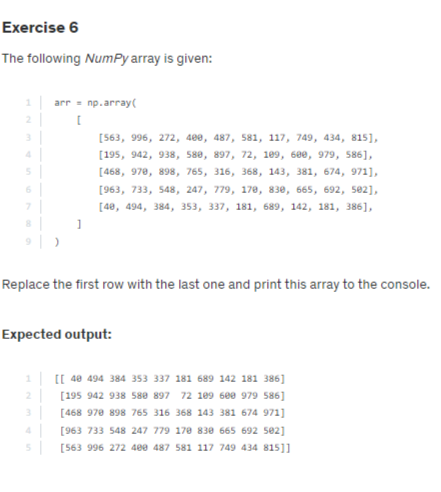 Exercise 6
The following NumPy array is given:
1 arr = np.array(
2 [
3 [563, 996, 272, 400, 487, 581, 117, 749, 434, 815],
4 [195, 942, 938, 580, 897, 72, 109, 600, 979, 586],
5 [468, 970, 898, 765, 316, 368, 143, 381, 674, 971],
6 [963, 733, 548, 247, 779, 170, 830, 665, 692, 502],
7 [40, 494, 384, 353, 337, 181, 689, 142, 181, 386],
8 ]
9 )
Replace the first row with the last one and print this array to the console.
Expected output:
1 [[ 40 494 384 353 337 181 689 142 181 386]
2 [195 942 938 580 897  72 109 600 979 586]
3 [468 970 898 765 316 368 143 381 674 971]
4 [963 733 548 247 779 170 830 665 692 502]
5 [563 996 272 400 487 581 117 749 434 815]]